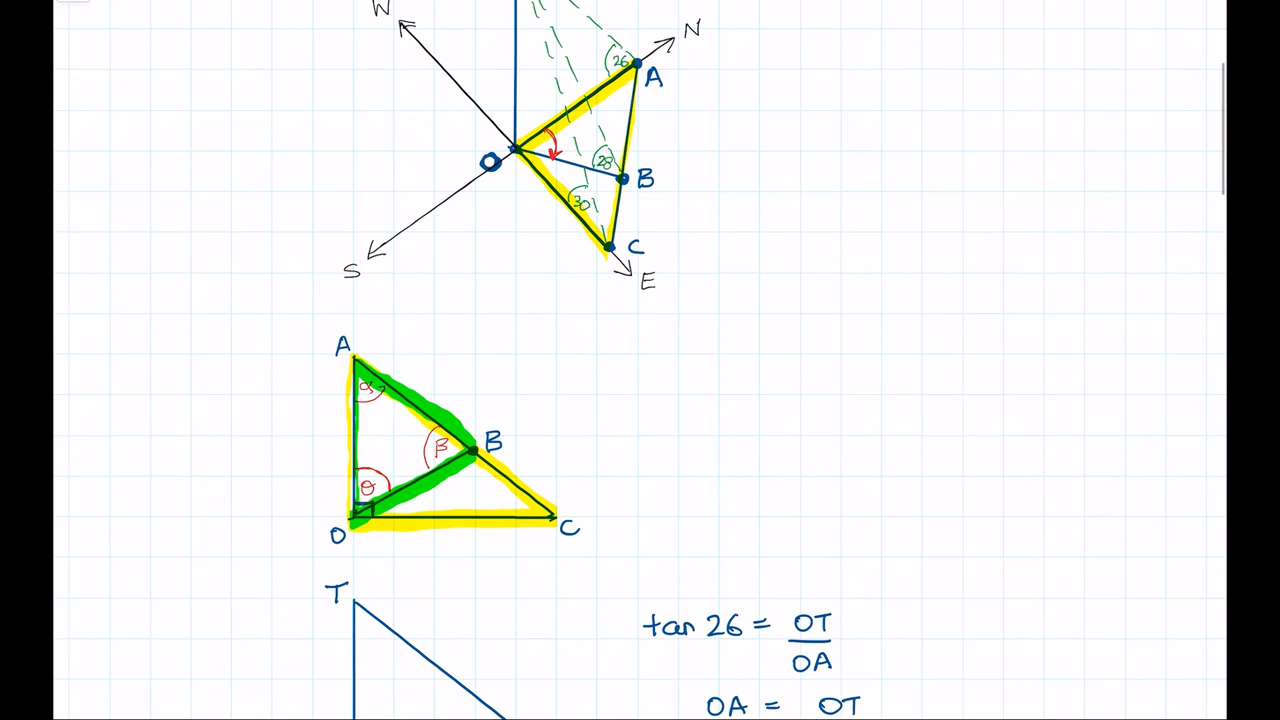 W
N
26
A
O
28
B
30
C
S
E
A
α
B
β
θ
O
C
T
tan 26 = OT
OA
OA = OT